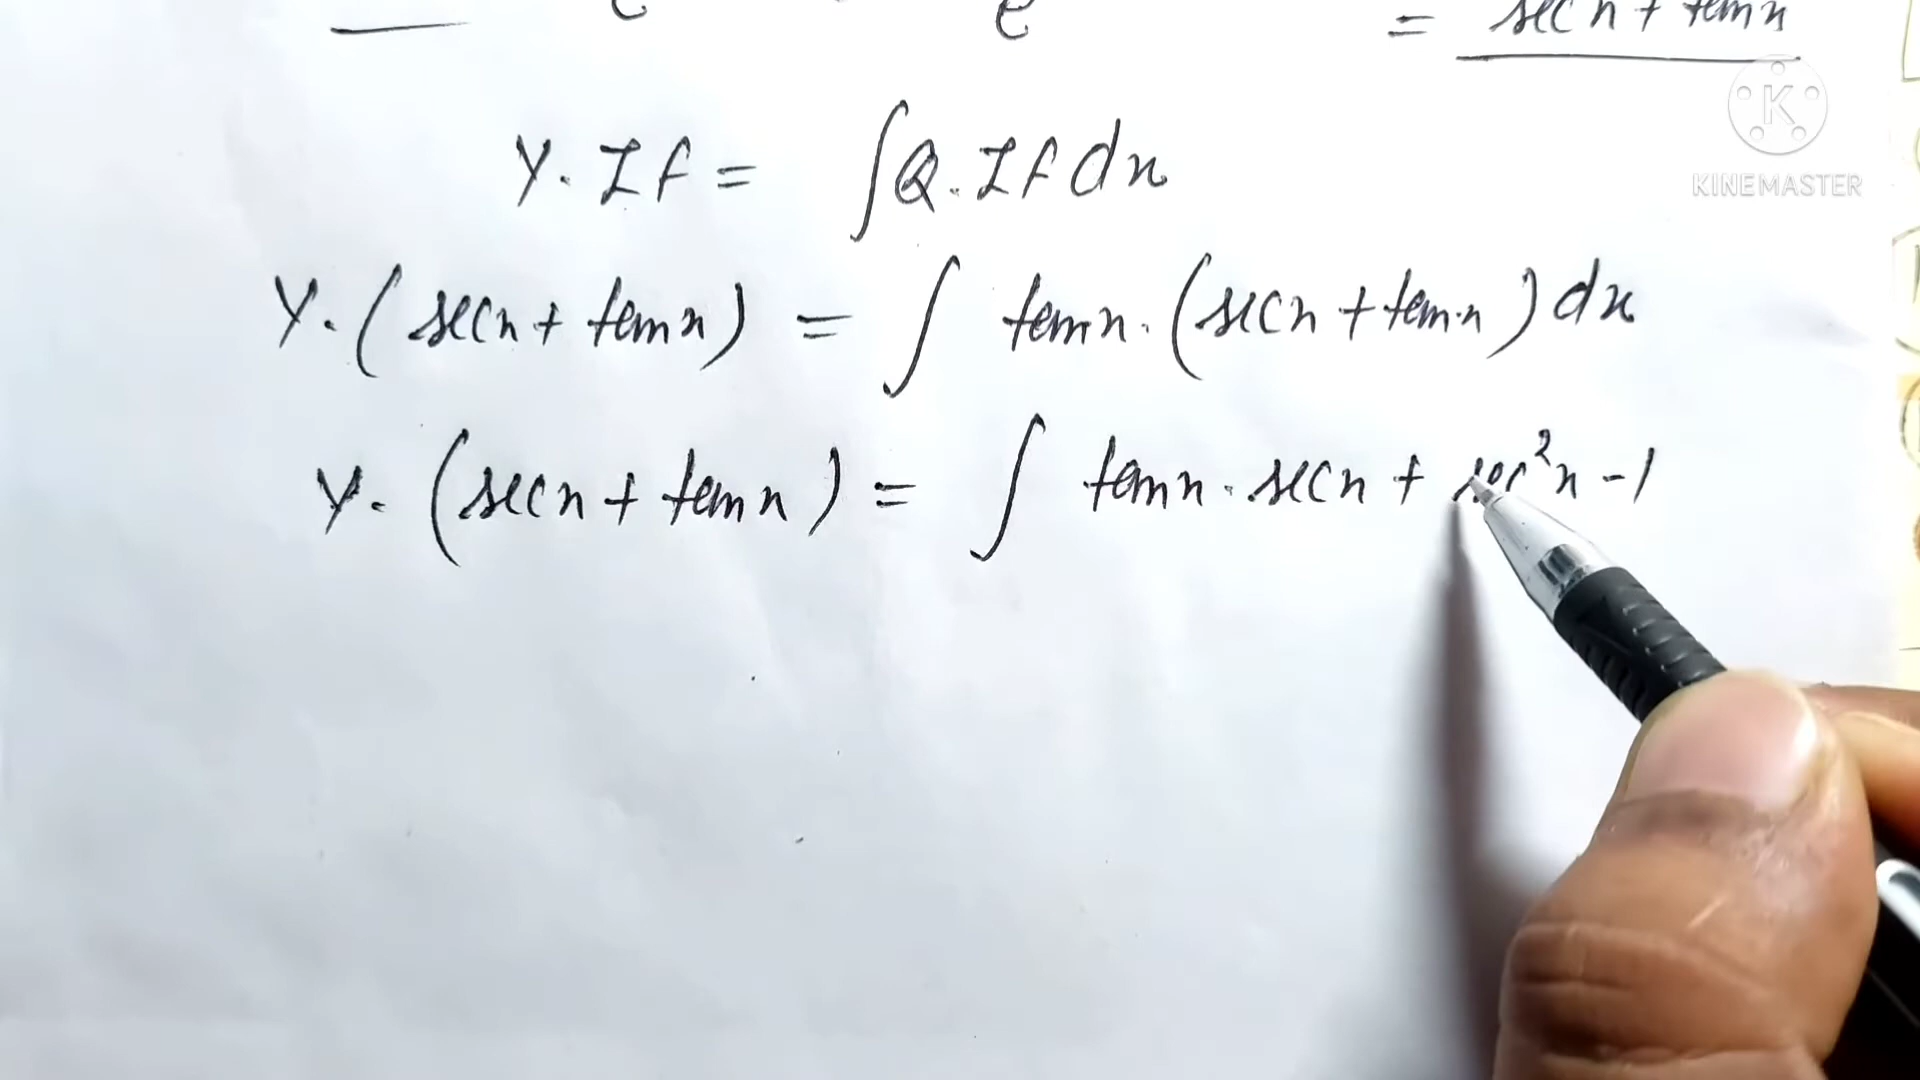 = sec x + tan x
KINEMASTER
y. If = ∫Q. If dx
y. (sec x + tan x) = ∫ tan x. (sec x + tan x) dx
y. (sec x + tan x) = ∫ tan x . sec x + sec²x - 1